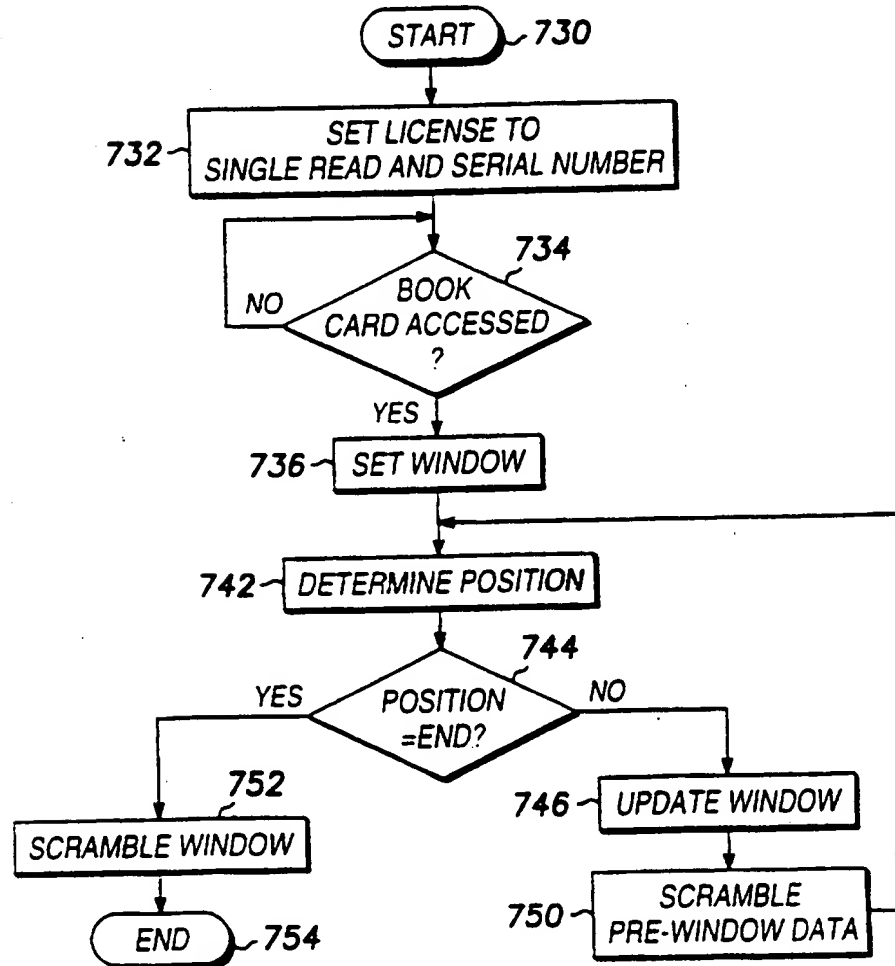 START
730
732
SET LICENSE TO
SINGLE READ AND SERIAL NUMBER
734
BOOK
CARD ACCESSED
?
NO
YES
736
SET WINDOW
742
DETERMINE POSITION
744
POSITION
=END?
YES
NO
752
SCRAMBLE WINDOW
746
UPDATE WINDOW
750
SCRAMBLE
PRE-WINDOW DATA
END
754